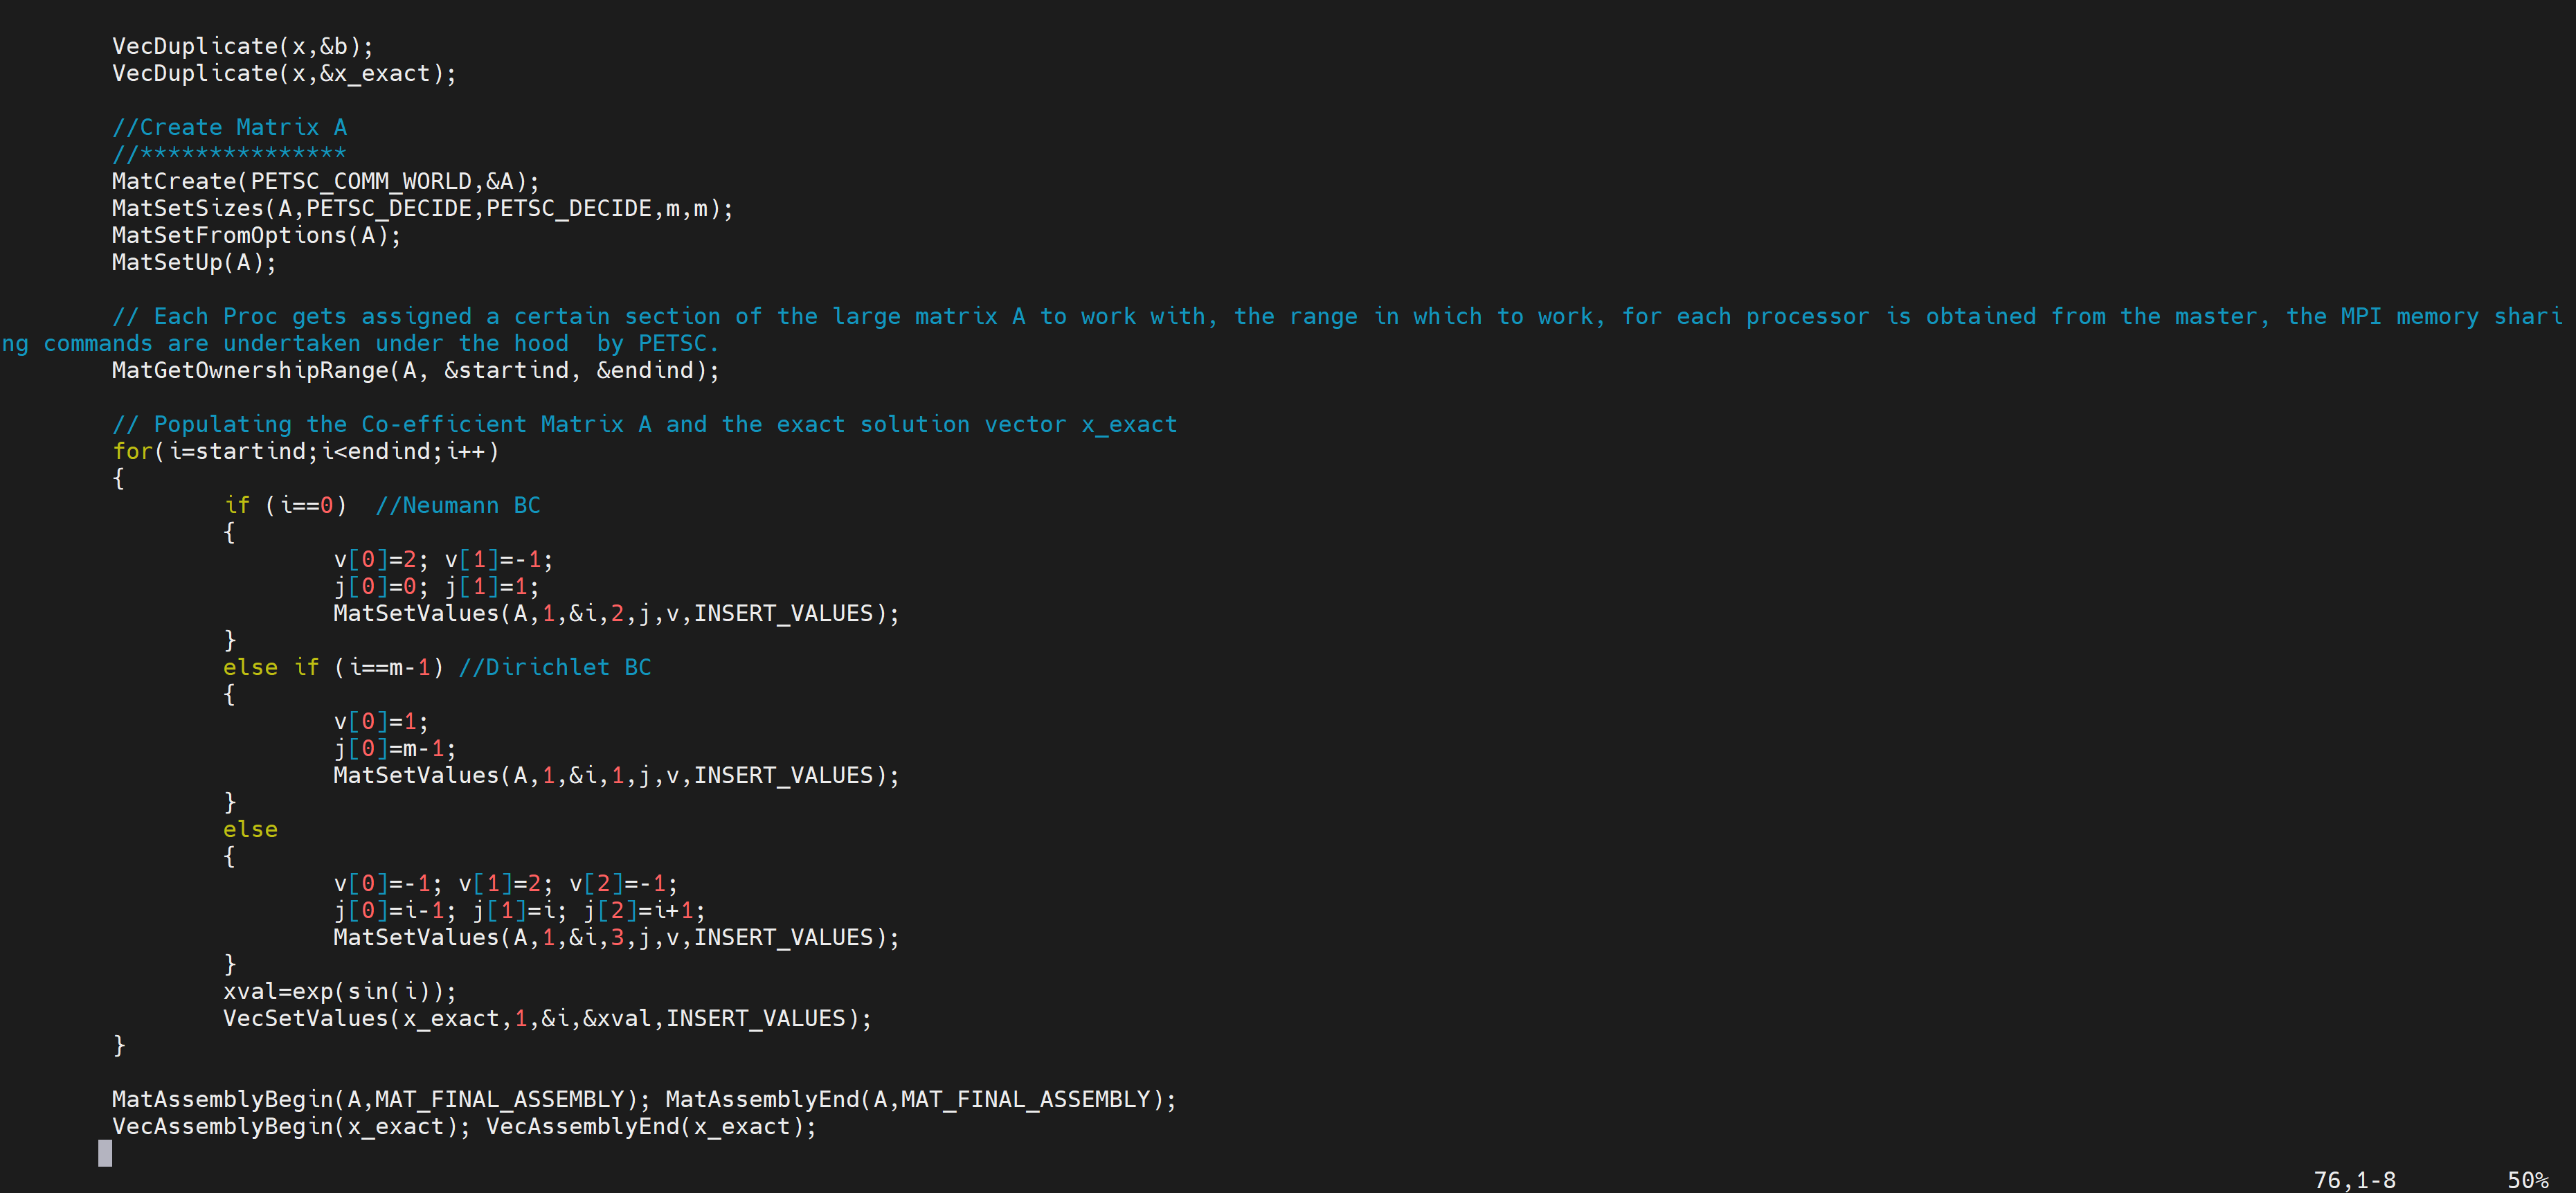 VecDuplicate(x,&b);
VecDuplicate(x,&x_exact);
//Create Matrix A
//***************
MatCreate(PETSC_COMM_WORLD,&A);
MatSetSizes(A,PETSC_DECIDE,PETSC_DECIDE,m,m);
MatSetFromOptions(A);
MatSetUp(A);
// Each Proc gets assigned a certain section of the large matrix A to work with, the range in which to work, for each processor is obtained from the master, the MPI memory shari
ng commands are undertaken under the hood  by PETSC.
MatGetOwnershipRange(A, &startind, &endind);
// Populating the Co-efficient Matrix A and the exact solution vector x_exact
for(i=startind;i<endind;i++)
{
if (i==0)  //Neumann BC
{
v[0]=2; v[1]=-1;
j[0]=0; j[1]=1;
MatSetValues(A,1,&i,2,j,v,INSERT_VALUES);
}
else if (i==m-1) //Dirichlet BC
{
v[0]=1;
j[0]=m-1;
MatSetValues(A,1,&i,1,j,v,INSERT_VALUES);
}
else
{
v[0]=-1; v[1]=2; v[2]=-1;
j[0]=i-1; j[1]=i; j[2]=i+1;
MatSetValues(A,1,&i,3,j,v,INSERT_VALUES);
}
xval=exp(sin(i));
VecSetValues(x_exact,1,&i,&xval,INSERT_VALUES);
}
MatAssemblyBegin(A,MAT_FINAL_ASSEMBLY); MatAssemblyEnd(A,MAT_FINAL_ASSEMBLY);
VecAssemblyBegin(x_exact); VecAssemblyEnd(x_exact);
76,1-8 50%